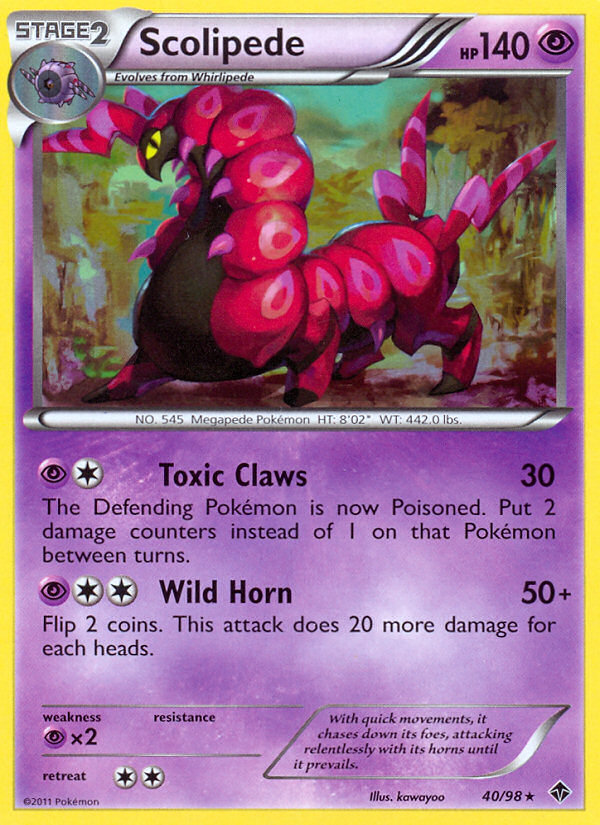 STAGE2
Scolipede
HP140
Evolves from Whirlipede
NO. 545 Megapede Pokémon HT: 8'02" WT: 442.0 lbs.
Toxic Claws 30
The Defending Pokémon is now Poisoned. Put 2
damage counters instead of 1 on that Pokémon
between turns.
Wild Horn 50+
Flip 2 coins. This attack does 20 more damage for
each heads.
weakness resistance
×2
retreat
With quick movements, it
chases down its foes, attacking
relentlessly with its horns until
it prevails.
©2011 Pokémon
Illus. kawayoo 40/98 ★